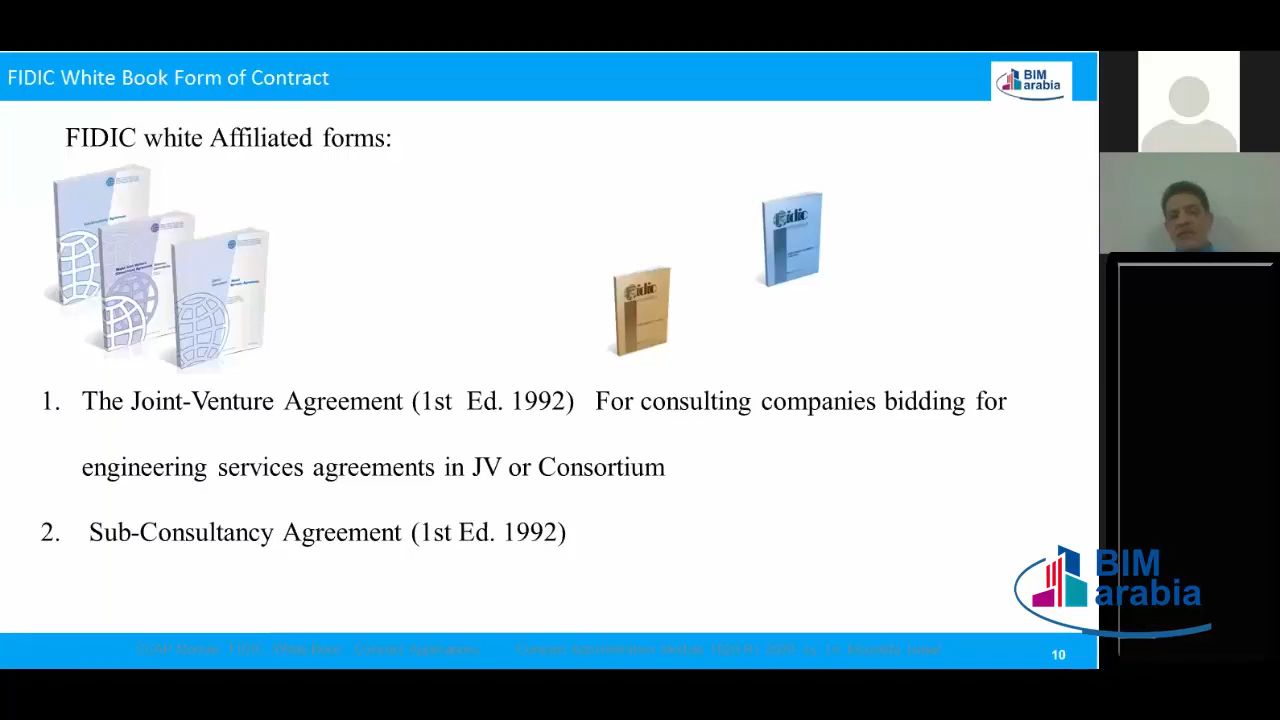 FIDIC White Book Form of Contract
BIM
arabia
FIDIC white Affiliated forms:
fidic
fidic
1. The Joint-Venture Agreement (1st Ed. 1992) For consulting companies bidding for
engineering services agreements in JV or Consortium
2. Sub-Consultancy Agreement (1st Ed. 1992)
BIM
arabia
10